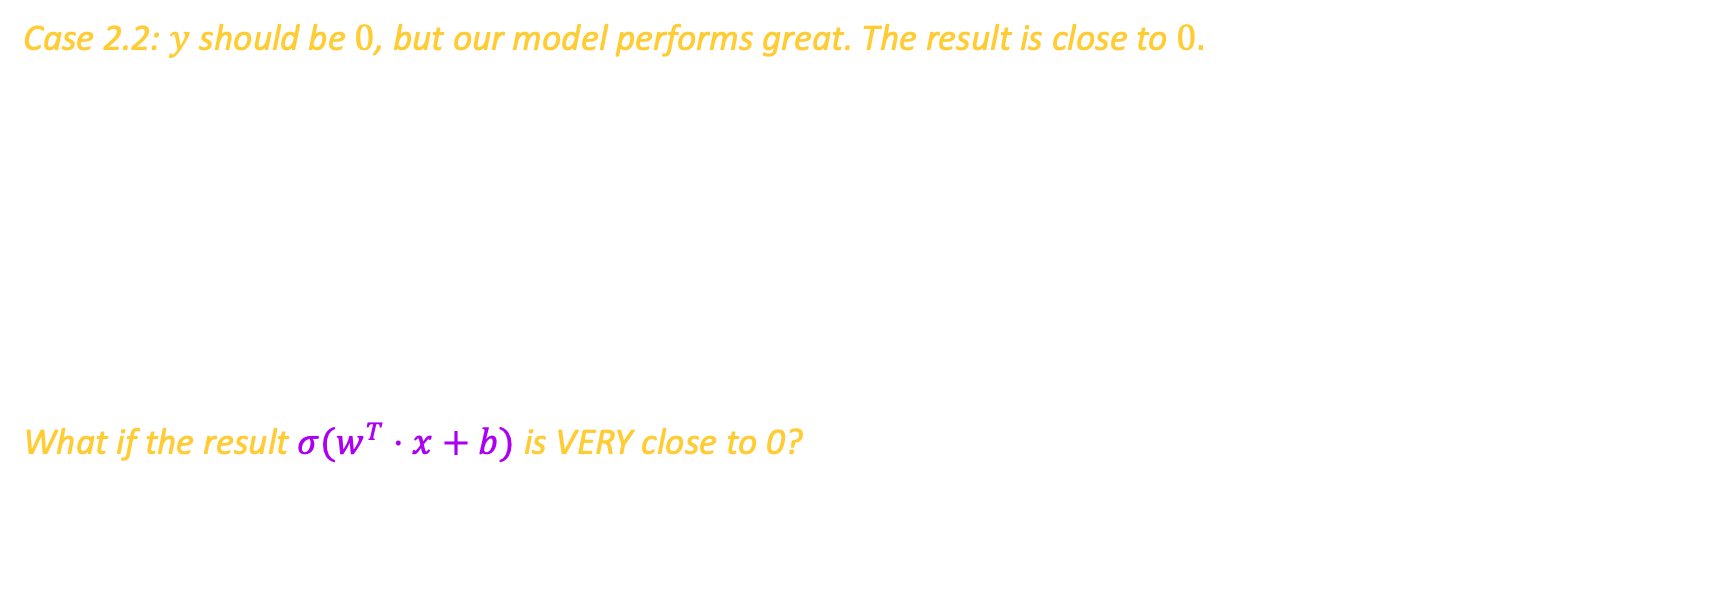 Case 2.2: y should be 0, but our model performs great. The result is close to 0.
What if the result σ(wᵀ · x + b) is VERY close to 0?